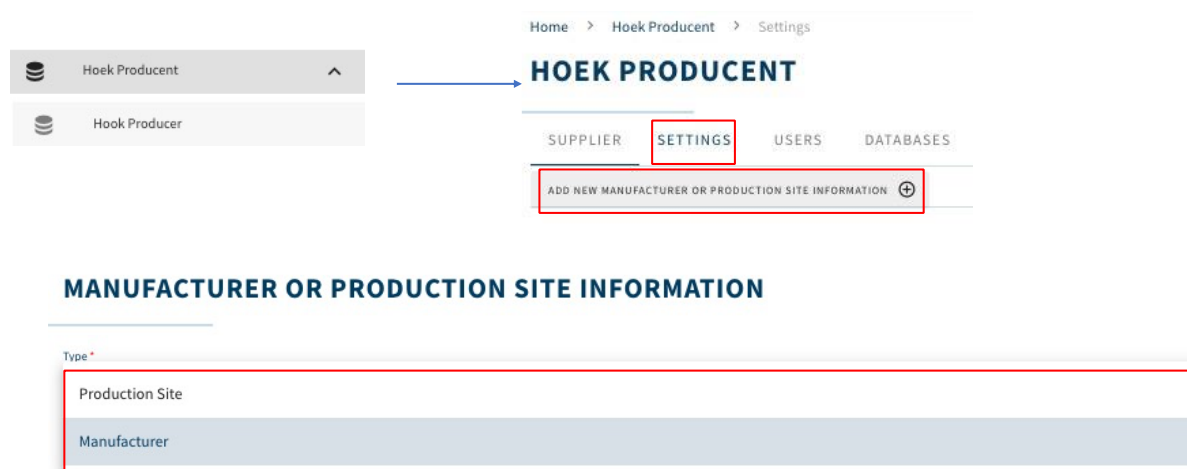 Home > Hoek Producent > Settings
Hoek Producent
Hook Producer
HOEK PRODUCENT
SUPPLIER SETTINGS USERS DATABASES
ADD NEW MANUFACTURER OR PRODUCTION SITE INFORMATION
MANUFACTURER OR PRODUCTION SITE INFORMATION
Type *
Production Site
Manufacturer